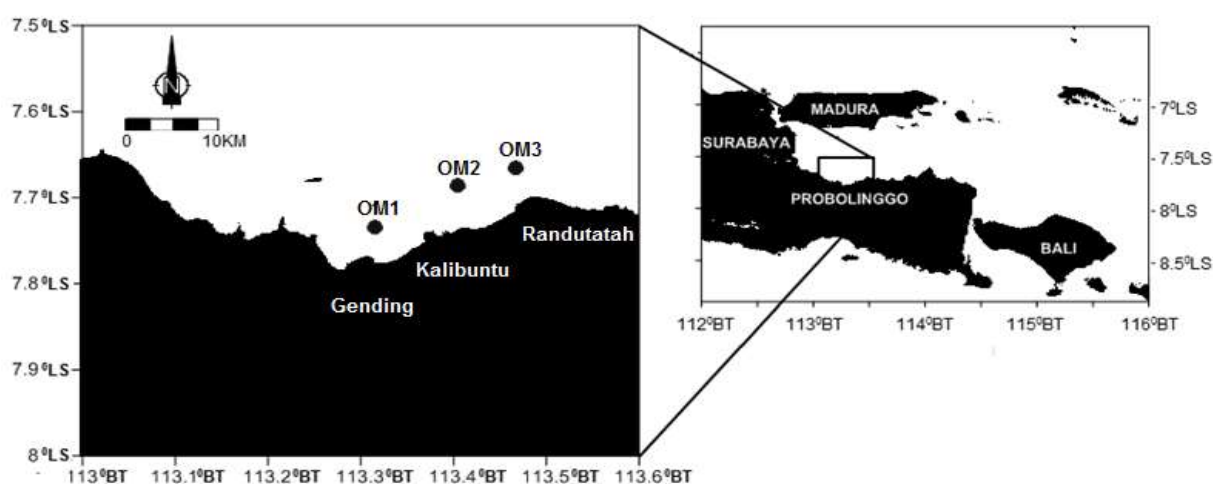 7.5⁰LS
7.6⁰LS
7.7⁰LS
7.8⁰LS
7.9⁰LS
8⁰LS
N
0 10KM
OM1
OM2
OM3
Randutatah
Kalibuntu
Gending
113⁰BT 113.1⁰BT 113.2⁰BT 113.3⁰BT 113.4⁰BT 113.5⁰BT 113.6⁰BT
MADURA
SURABAYA
PROBOLINGGO
BALI
7⁰LS
7.5⁰LS
8⁰LS
8.5⁰LS
112⁰BT 113⁰BT 114⁰BT 115⁰BT 116⁰BT